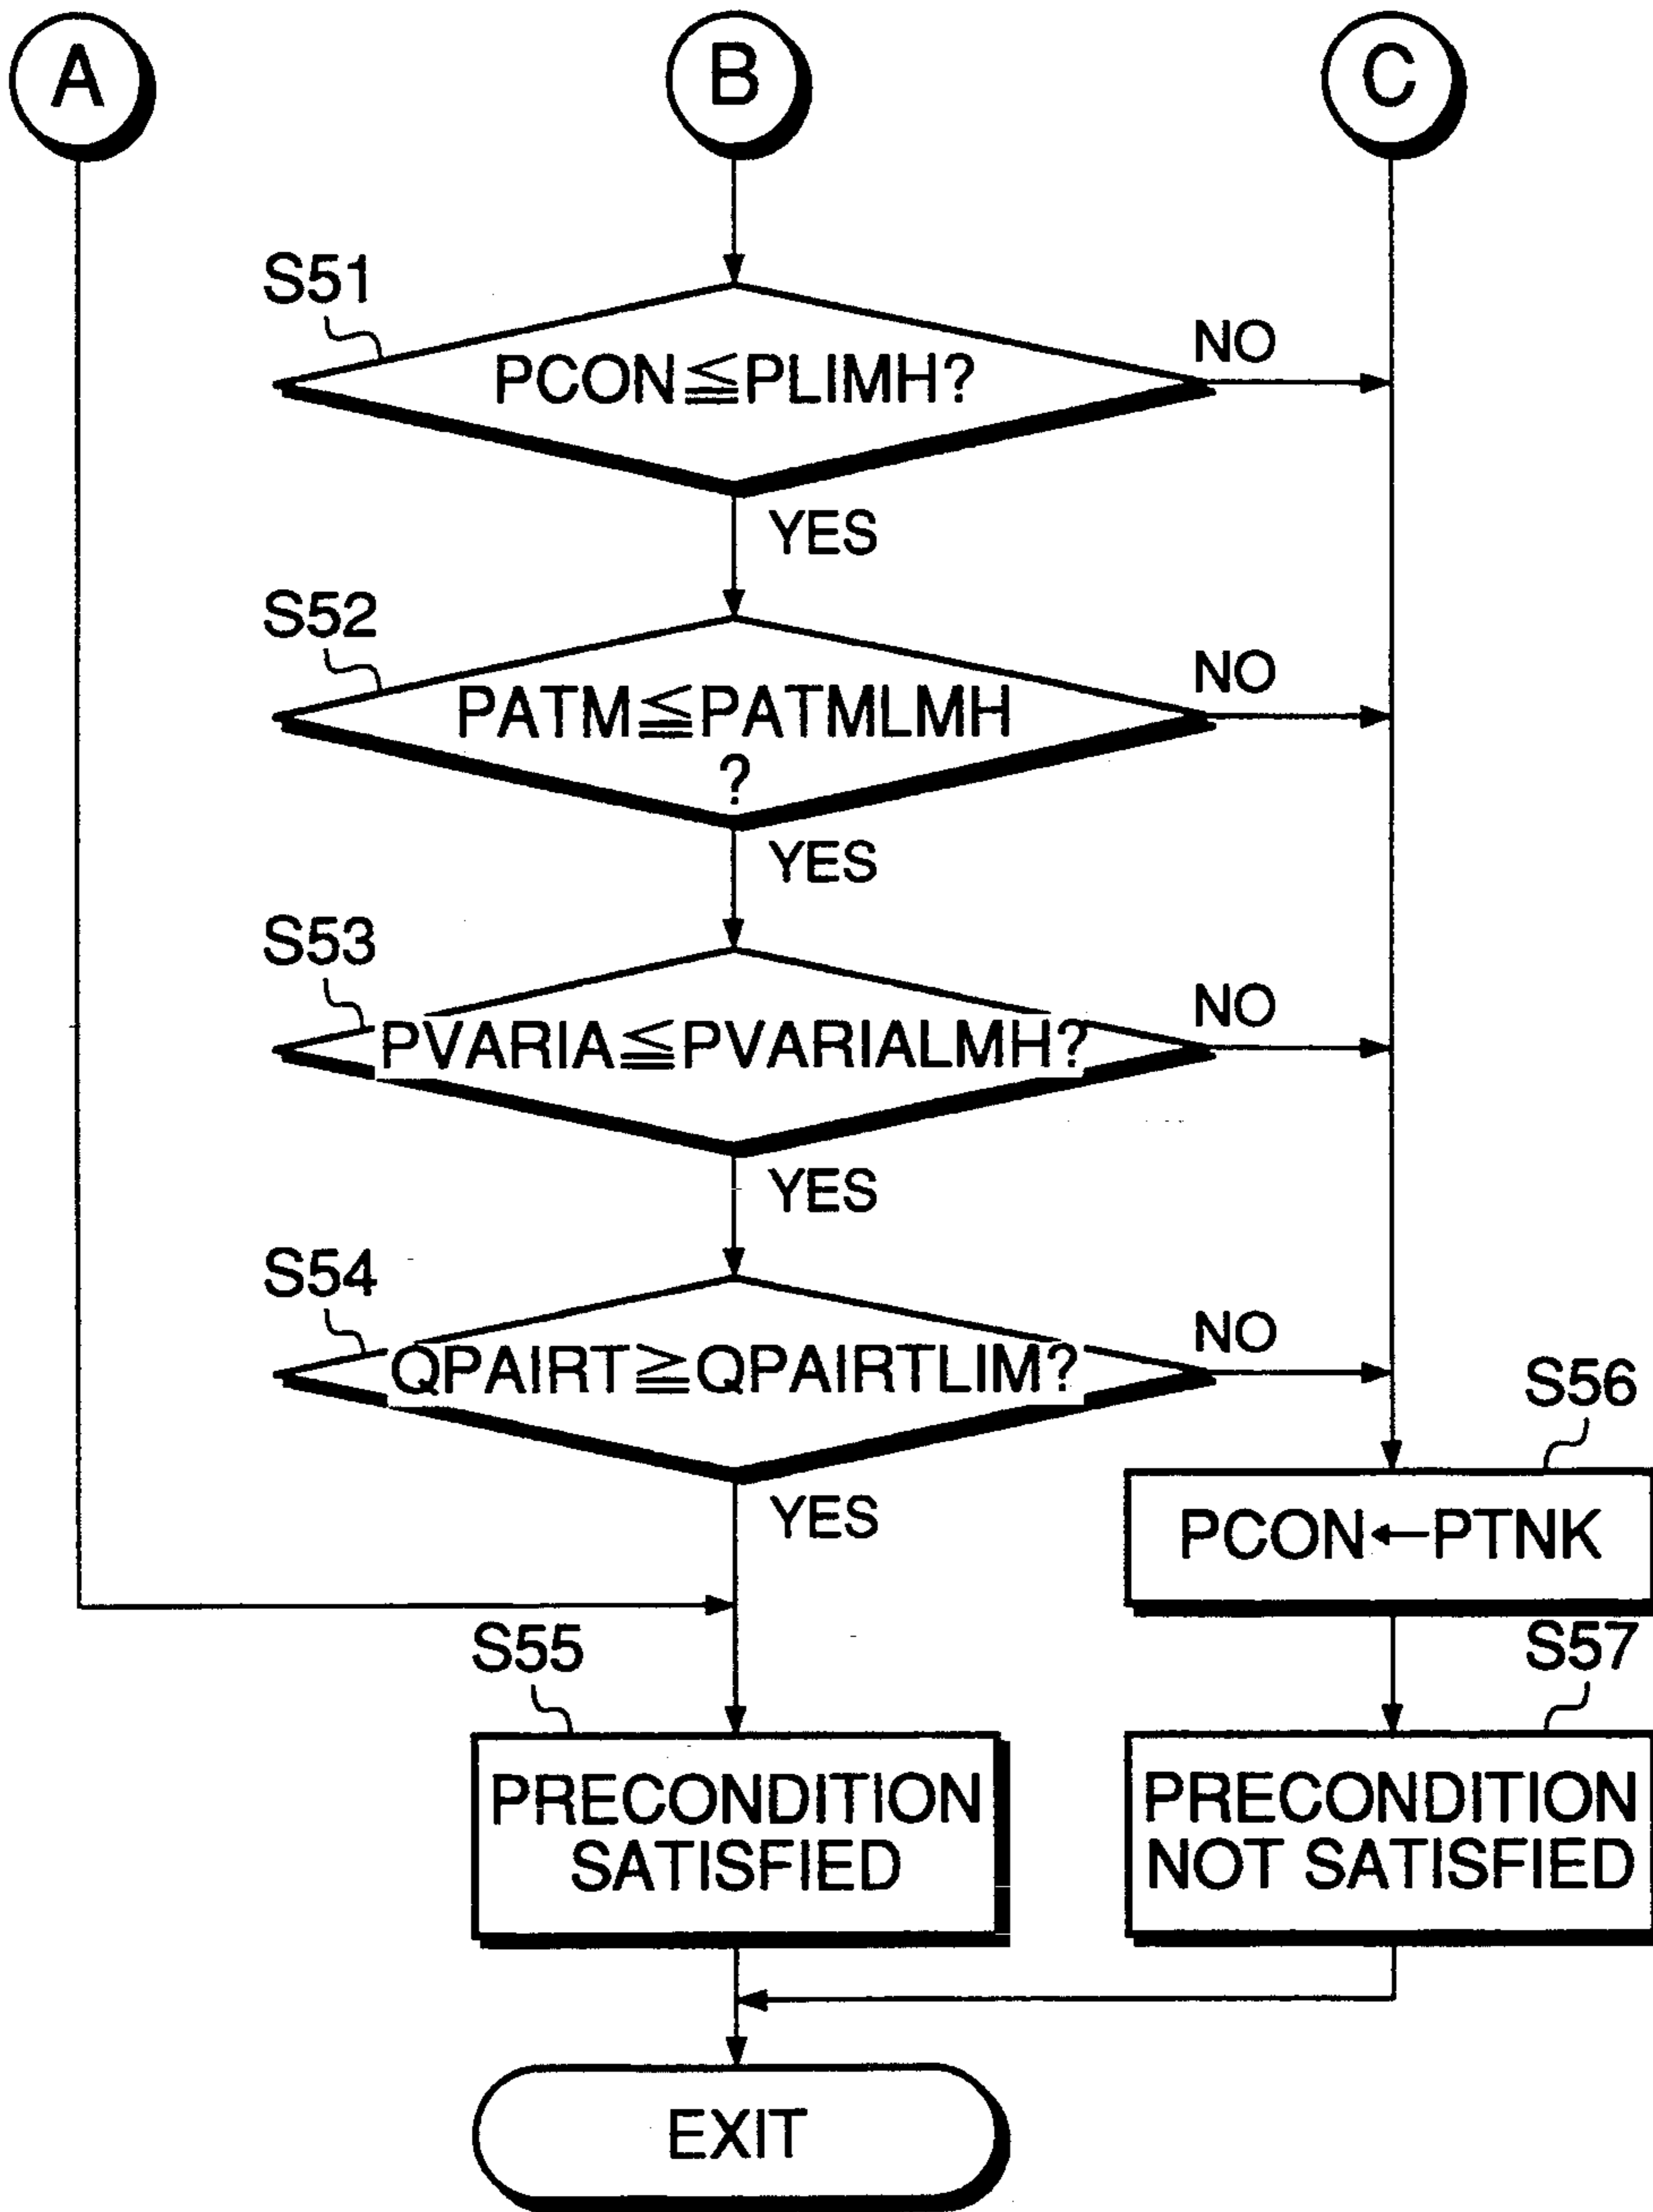 A
B
C
S51
PCON≦PLIMH?
NO
YES
S52
PATM≦PATMLMH
?
NO
YES
S53
PVARIA≦PVARIALMH?
NO
YES
S54
QPAIRT≧QPAIRTLIM?
NO
YES
S56
PCON←PTNK
S55
S57
PRECONDITION
SATISFIED
PRECONDITION
NOT SATISFIED
EXIT